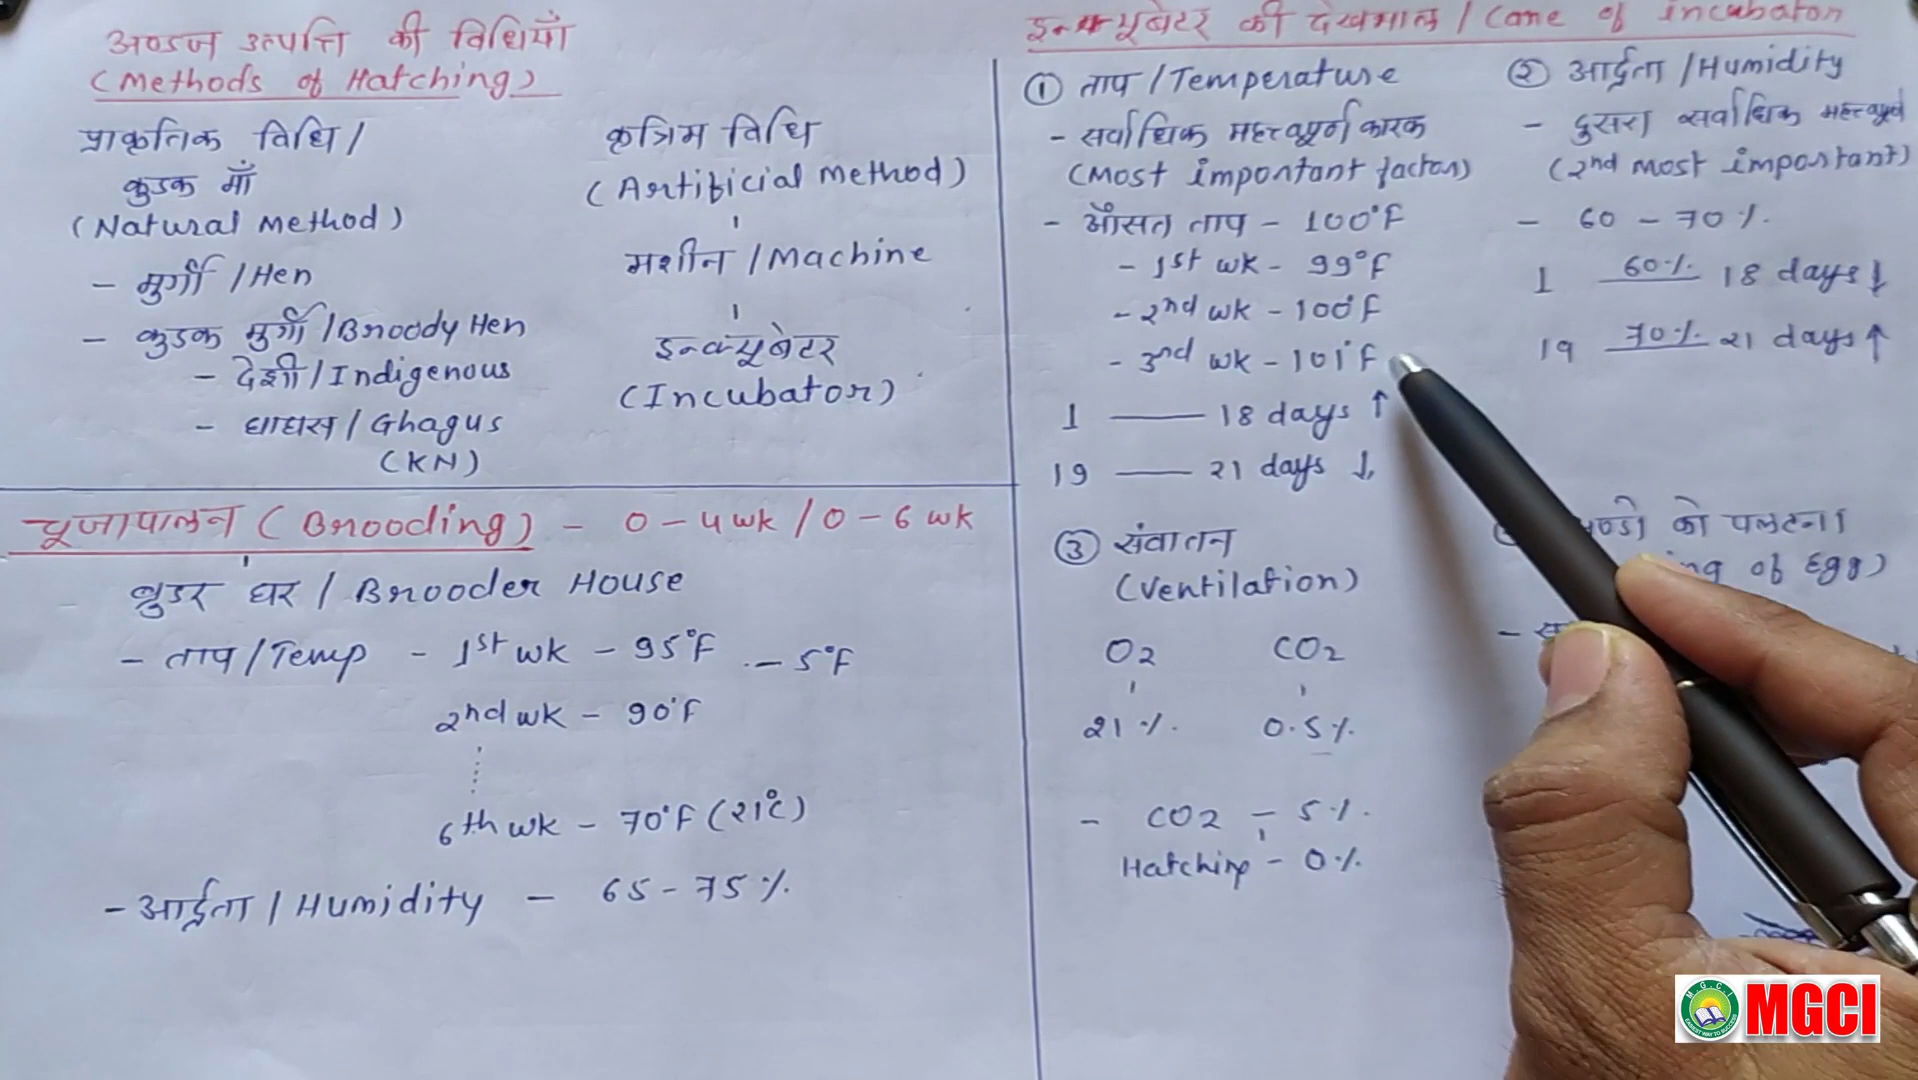 अण्डज उत्पत्ति की विधियाँ
(Methods of Hatching)
प्राकृतिक विधि /
कुडक माँ
(Natural Method)
- मुर्गी / Hen
- कुडक मुर्गी / Broody Hen
- देशी / Indigenous
- घाघस / Ghagus
(KN)
कृत्रिम विधि
(Artificial Method)
मशीन / Machine
इन्क्यूबेटर
(Incubator)
चूजापालन (Brooding) - 0-4 wk / 0-6 wk
ब्रुडर घर / Brooder House
- ताप / Temp - 1st wk - 95°F - 5°F
2nd wk - 90°F
6th wk - 70°F (21°C)
- आर्द्रता / Humidity - 65-75%
इन्क्यूबेटर की देखभाल / Care of incubator
① ताप / Temperature
- सर्वाधिक महत्वपूर्ण कारक
(Most important factor)
- औसत ताप - 100°F
- 1st wk - 99°F
- 2nd wk - 100°F
- 3nd wk - 101°F
1 — 18 days ↑
19 — 21 days ↓
② आर्द्रता / Humidity
- दुसरा सर्वाधिक महत्वपूर्ण
(2nd most important)
- 60 - 70%
1 60% 18 days ↓
19 70% 21 days ↑
③ संवातन
(Ventilation)
O2 CO2
21% 0.5%
- CO2 - 5%
Hatching - 0%
को पलटना
of Egg)
M.G.C.I
MGCI